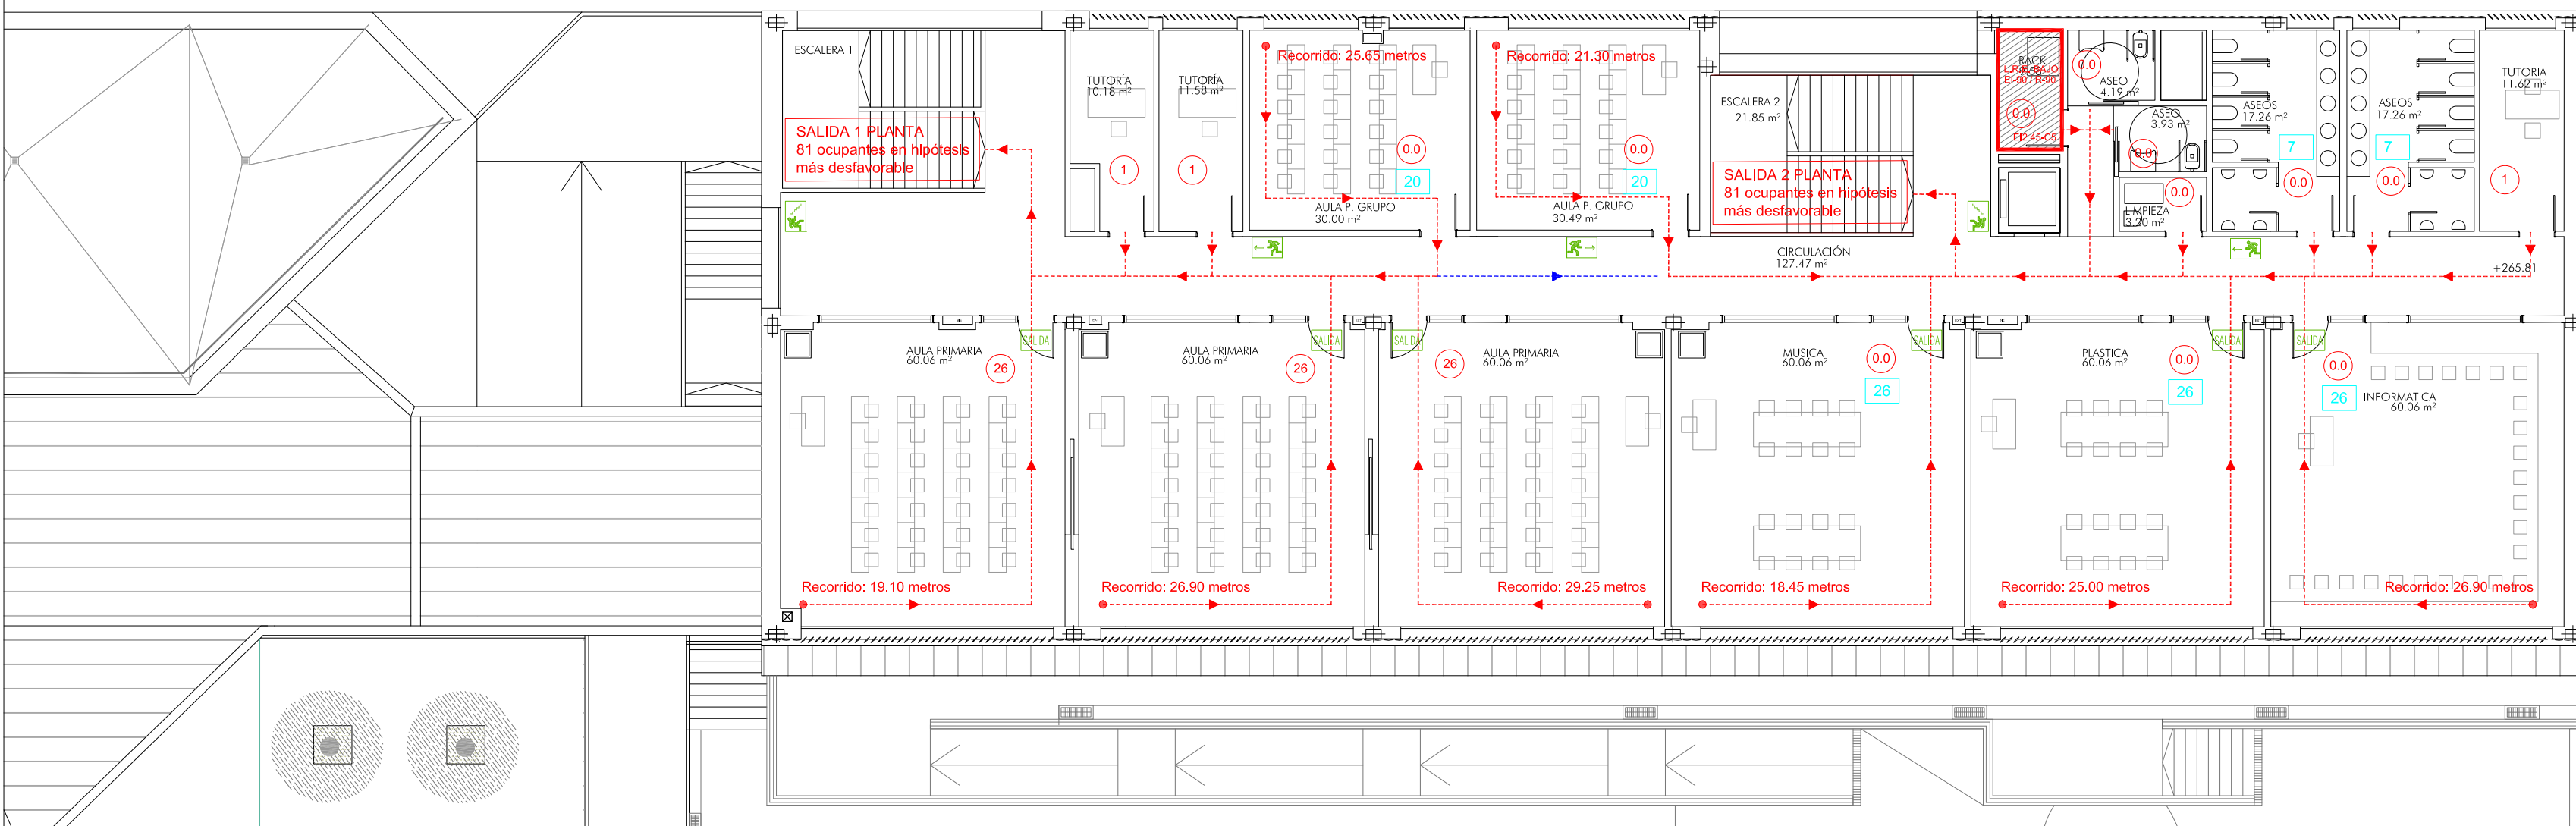 ESCALERA 1
SALIDA 1 PLANTA
81 ocupantes en hipótesis
más desfavorable
TUTORÍA
10.18 m²
1
TUTORÍA
11.58 m²
1
Recorrido: 25.65 metros
0.0
20
AULA P. GRUPO
30.00 m²
Recorrido: 21.30 metros
0.0
20
AULA P. GRUPO
30.49 m²
ESCALERA 2
21.85 m²
SALIDA 2 PLANTA
81 ocupantes en hipótesis
más desfavorable
CIRCULACIÓN
127.47 m²
RACK
0.0
EI2 45-C5
0.0
ASEO
4.19 m²
ASEO
3.93 m²
0.0
0.0
LIMPIEZA
3.20 m²
ASEOS
17.26 m²
7
0.0
ASEOS
17.26 m²
7
0.0
TUTORIA
11.62 m²
1
+265.81
SALIDA
AULA PRIMARIA
60.06 m²
26
Recorrido: 19.10 metros
SALIDA
AULA PRIMARIA
60.06 m²
26
Recorrido: 26.90 metros
SALIDA
26
AULA PRIMARIA
60.06 m²
Recorrido: 29.25 metros
SALIDA
MUSICA
60.06 m²
0.0
26
Recorrido: 18.45 metros
SALIDA
PLASTICA
60.06 m²
0.0
26
Recorrido: 25.00 metros
SALIDA
0.0
26
INFORMATICA
60.06 m²
Recorrido: 26.90 metros